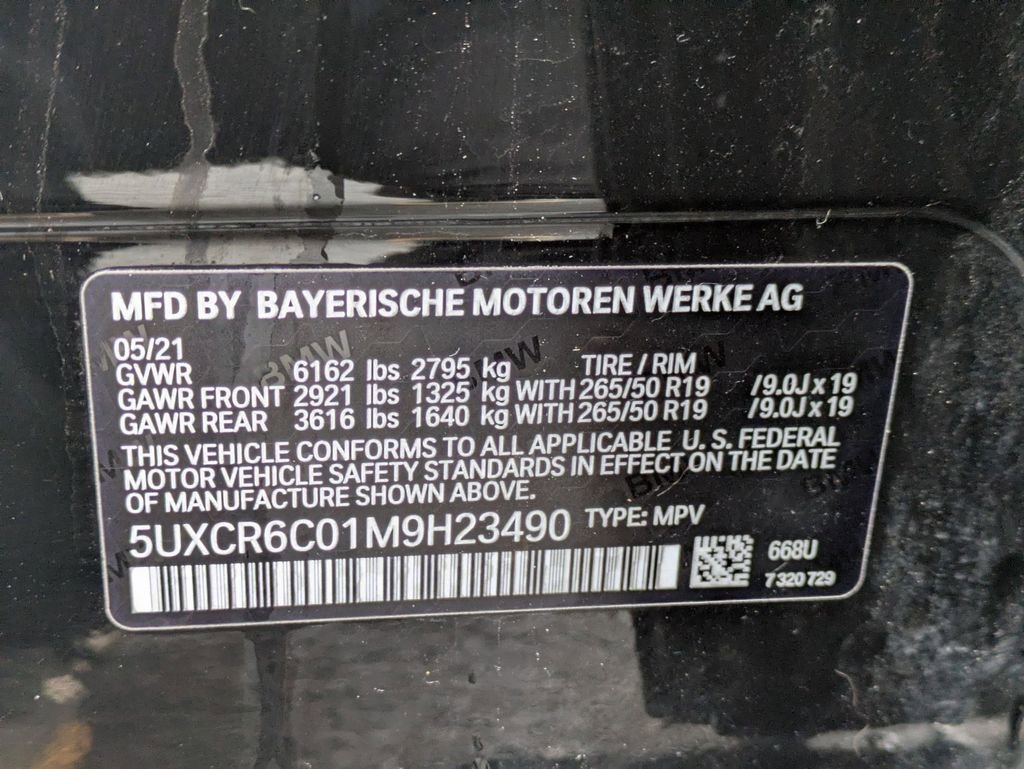 MFD BY BAYERISCHE MOTOREN WERKE AG
05/21
GVWR 6162 lbs 2795 kg TIRE / RIM
GAWR FRONT 2921 lbs 1325 kg WITH 265/50 R19 /9.0J x 19
GAWR REAR 3616 lbs 1640 kg WITH 265/50 R19 /9.0J x 19
THIS VEHICLE CONFORMS TO ALL APPLICABLE U. S. FEDERAL
MOTOR VEHICLE SAFETY STANDARDS IN EFFECT ON THE DATE
OF MANUFACTURE SHOWN ABOVE.
5UXCR6C01M9H23490 TYPE: MPV
668U
7 320 729